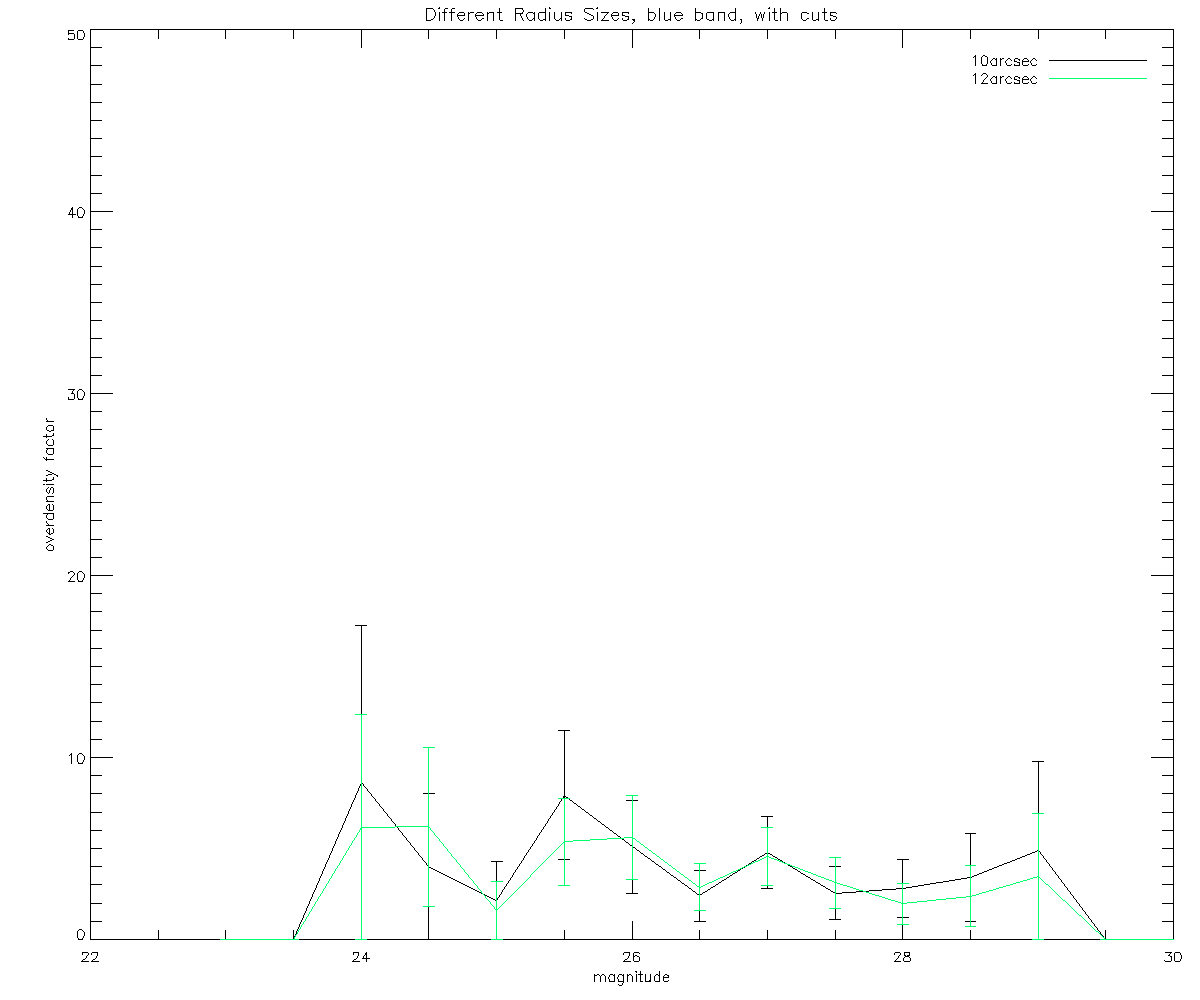 Different Radius Sizes, blue band, with cuts
10arcsec
12arcsec
50
40
30
20
10
0
overdensity factor
22
24
26
28
30
magnitude